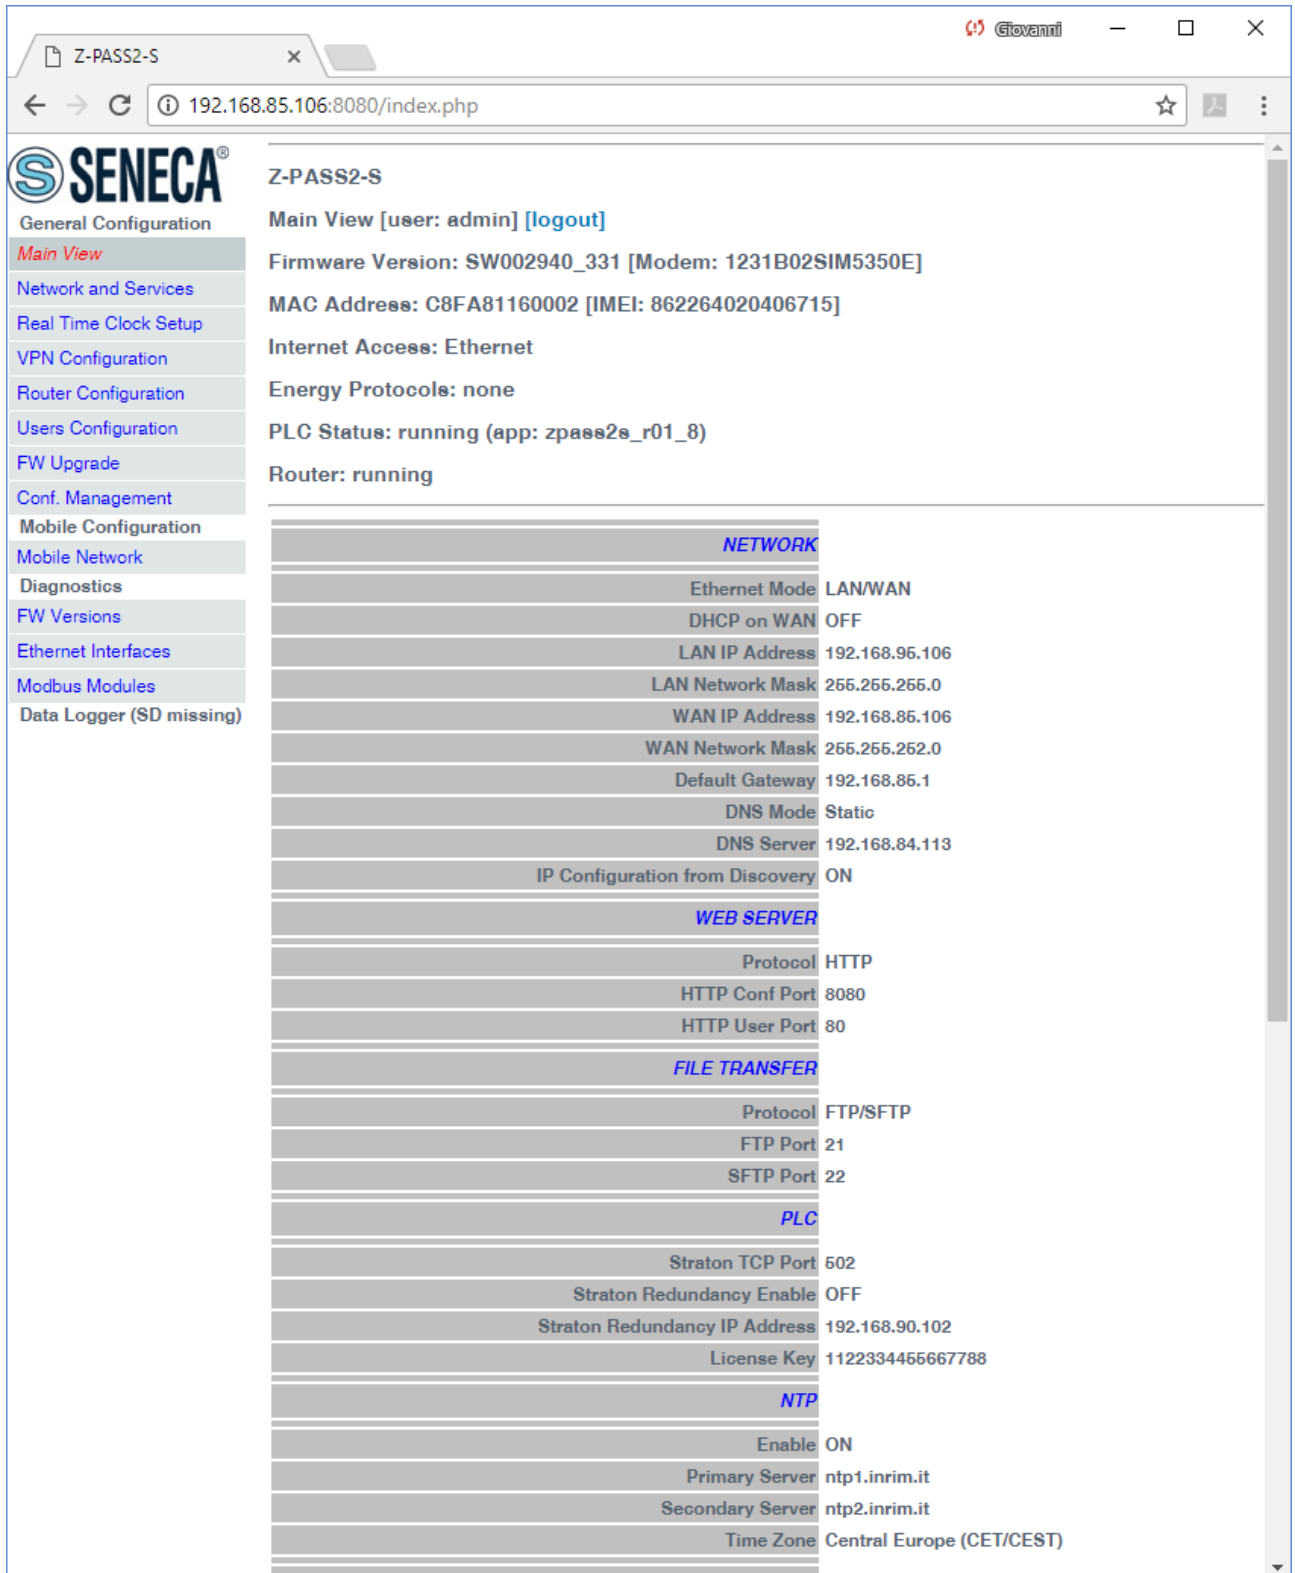 Giovanni
Z-PASS2-S
192.168.85.106:8080/index.php
SENECA®
General Configuration
Main View
Network and Services
Real Time Clock Setup
VPN Configuration
Router Configuration
Users Configuration
FW Upgrade
Conf. Management
Mobile Configuration
Mobile Network
Diagnostics
FW Versions
Ethernet Interfaces
Modbus Modules
Data Logger (SD missing)
Z-PASS2-S
Main View [user: admin] [logout]
Firmware Version: SW002940_331 [Modem: 1231B02SIM5350E]
MAC Address: C8FA81160002 [IMEI: 862264020406715]
Internet Access: Ethernet
Energy Protocols: none
PLC Status: running (app: zpass2s_r01_8)
Router: running
NETWORK
Ethernet Mode LAN/WAN
DHCP on WAN OFF
LAN IP Address 192.168.95.106
LAN Network Mask 255.255.255.0
WAN IP Address 192.168.85.106
WAN Network Mask 255.255.252.0
Default Gateway 192.168.85.1
DNS Mode Static
DNS Server 192.168.84.113
IP Configuration from Discovery ON
WEB SERVER
Protocol HTTP
HTTP Conf Port 8080
HTTP User Port 80
FILE TRANSFER
Protocol FTP/SFTP
FTP Port 21
SFTP Port 22
PLC
Straton TCP Port 502
Straton Redundancy Enable OFF
Straton Redundancy IP Address 192.168.90.102
License Key 1122334455667788
NTP
Enable ON
Primary Server ntp1.inrim.it
Secondary Server ntp2.inrim.it
Time Zone Central Europe (CET/CEST)